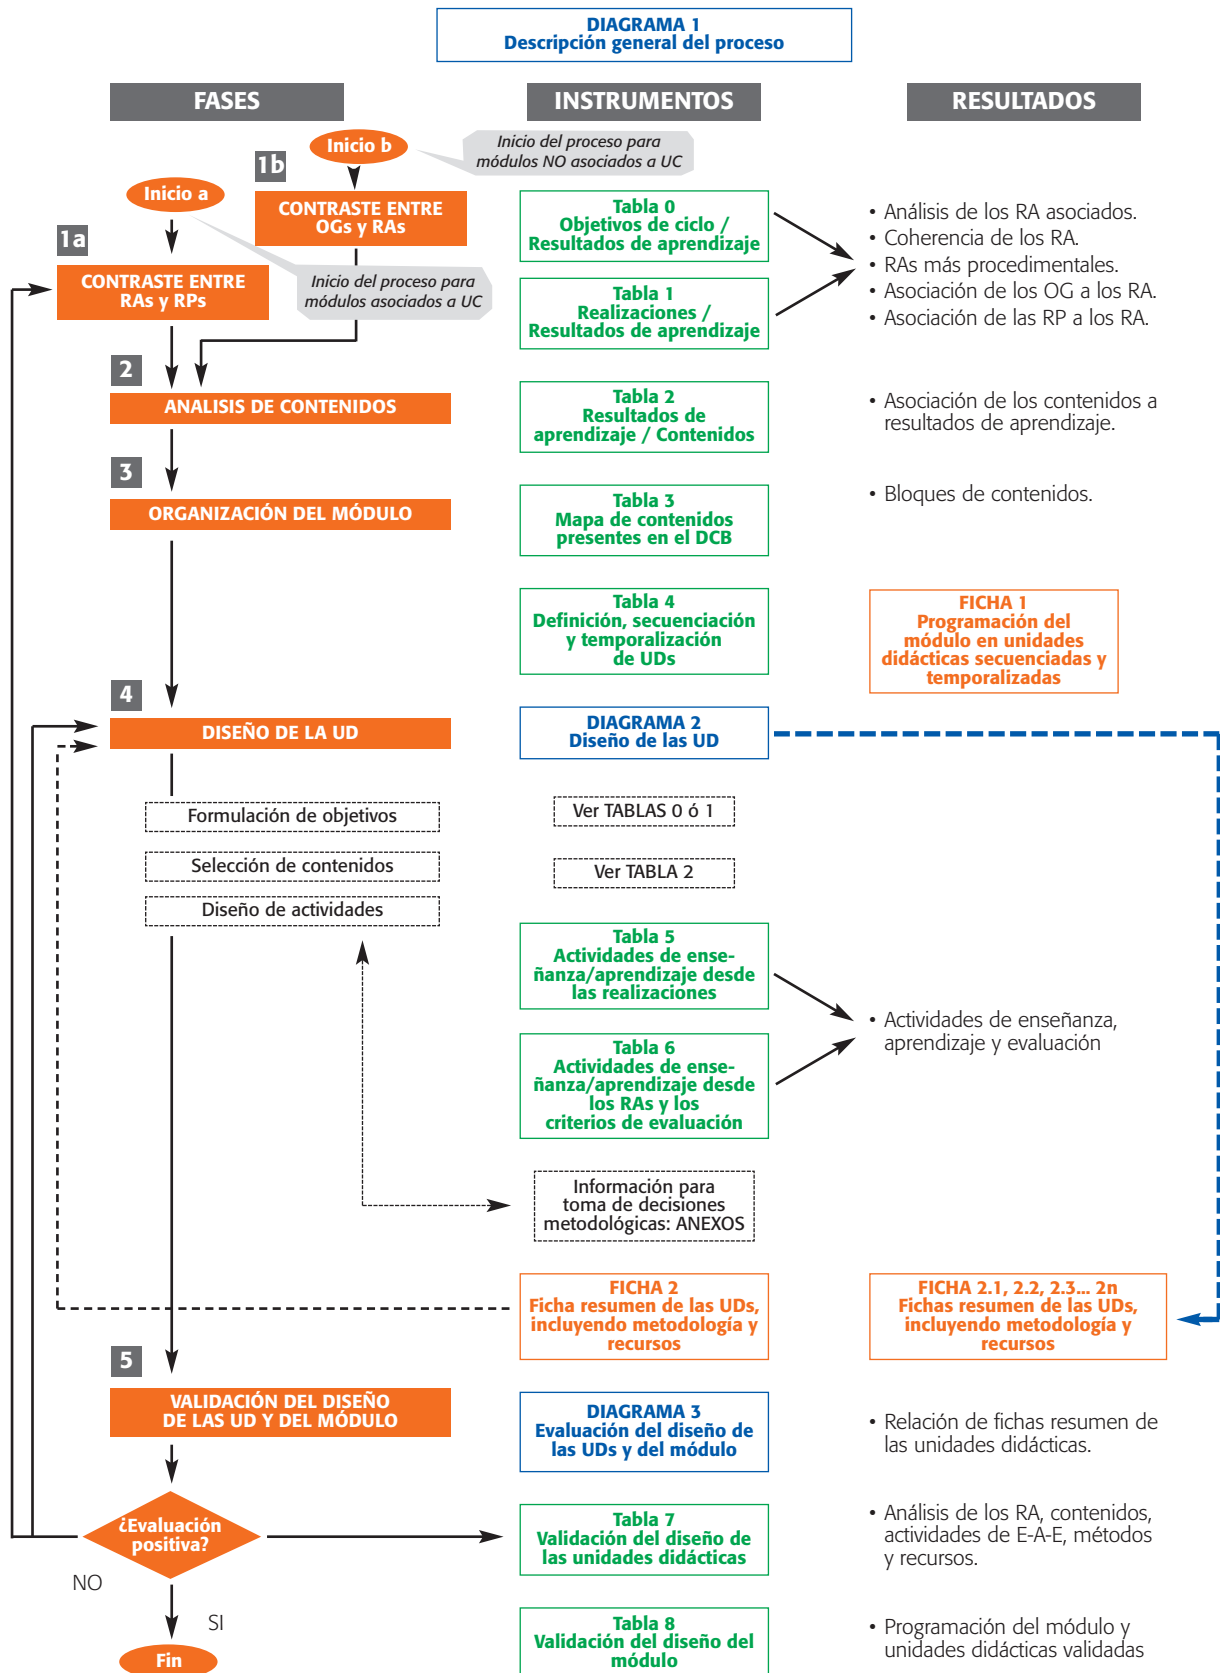 DIAGRAMA 1
Descripción general del proceso
FASES
INSTRUMENTOS
RESULTADOS
Inicio b
Inicio del proceso para
módulos NO asociados a UC
1b
Inicio a
CONTRASTE ENTRE
OGs y RAs
1a
CONTRASTE ENTRE
RAs y RPs
Inicio del proceso para
módulos asociados a UC
Tabla 0
Objetivos de ciclo /
Resultados de aprendizaje
Tabla 1
Realizaciones /
Resultados de aprendizaje
• Análisis de los RA asociados.
• Coherencia de los RA.
• RAs más procedimentales.
• Asociación de los OG a los RA.
• Asociación de las RP a los RA.
2
ANALISIS DE CONTENIDOS
Tabla 2
Resultados de
aprendizaje / Contenidos
• Asociación de los contenidos a
resultados de aprendizaje.
3
ORGANIZACIÓN DEL MÓDULO
Tabla 3
Mapa de contenidos
presentes en el DCB
• Bloques de contenidos.
Tabla 4
Definición, secuenciación
y temporalización
de UDs
FICHA 1
Programación del
módulo en unidades
didácticas secuenciadas y
temporalizadas
4
DISEÑO DE LA UD
DIAGRAMA 2
Diseño de las UD
Formulación de objetivos
Ver TABLAS 0 ó 1
Selección de contenidos
Ver TABLA 2
Diseño de actividades
Tabla 5
Actividades de ense-
ñanza/aprendizaje desde
las realizaciones
Tabla 6
Actividades de ense-
ñanza/aprendizaje desde
los RAs y los
criterios de evaluación
• Actividades de enseñanza,
aprendizaje y evaluación
Información para
toma de decisiones
metodológicas: ANEXOS
FICHA 2
Ficha resumen de las UDs,
incluyendo metodología y
recursos
FICHA 2.1, 2.2, 2.3... 2n
Fichas resumen de las UDs,
incluyendo metodología y
recursos
5
VALIDACIÓN DEL DISEÑO
DE LAS UD Y DEL MÓDULO
DIAGRAMA 3
Evaluación del diseño de
las UDs y del módulo
• Relación de fichas resumen de
las unidades didácticas.
¿Evaluación
positiva?
Tabla 7
Validación del diseño de
las unidades didácticas
• Análisis de los RA, contenidos,
actividades de E-A-E, métodos
y recursos.
NO
SI
Fin
Tabla 8
Validación del diseño del
módulo
• Programación del módulo y
unidades didácticas validadas